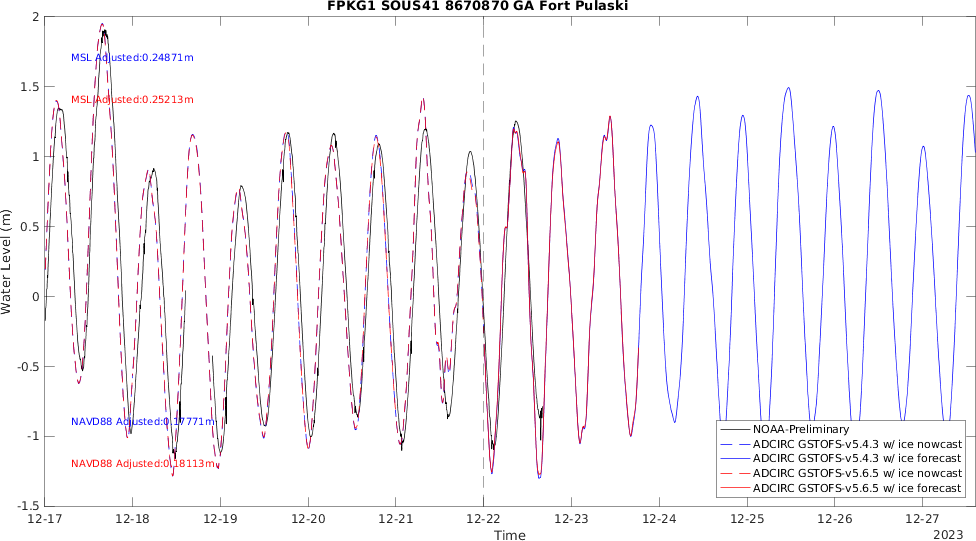 FPKG1 SOUS41 8670870 GA Fort Pulaski
2
1.5
1
0.5
0
-0.5
-1
-1.5
Water Level (m)
MSL Adjusted:0.24871m
MSL Adjusted:0.25213m
NAVD88 Adjusted:0.17771m
NAVD88 Adjusted:0.18113m
NOAA-Preliminary
ADCIRC GSTOFS-v5.4.3 w/ ice nowcast
ADCIRC GSTOFS-v5.4.3 w/ ice forecast
ADCIRC GSTOFS-v5.6.5 w/ ice nowcast
ADCIRC GSTOFS-v5.6.5 w/ ice forecast
12-17 12-18 12-19 12-20 12-21 12-22 12-23 12-24 12-25 12-26 12-27
Time
2023